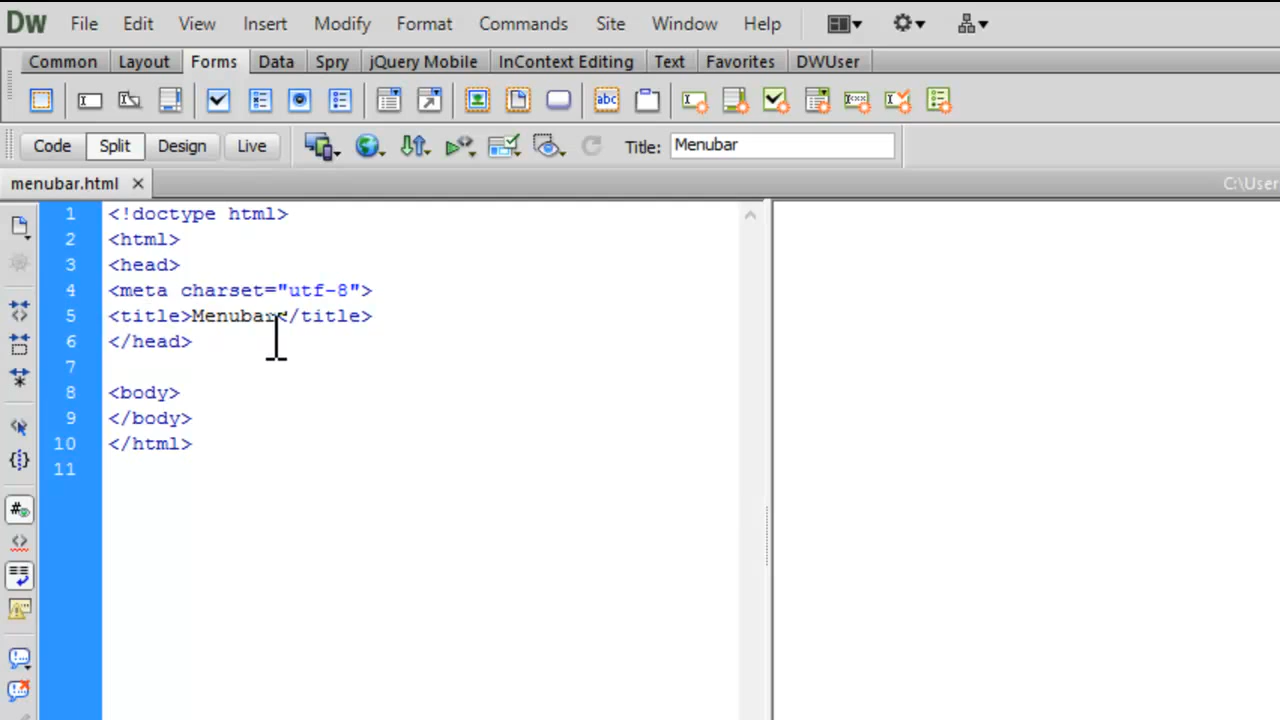 Dw File Edit View Insert Modify Format Commands Site Window Help
Common Layout Forms Data Spry jQuery Mobile InContext Editing Text Favorites DWUser
Code Split Design Live Title: Menubar
menubar.html C:\User
1 <!doctype html>
2 <html>
3 <head>
4 <meta charset="utf-8">
5 <title>Menubar</title>
6 </head>
7
8 <body>
9 </body>
10 </html>
11